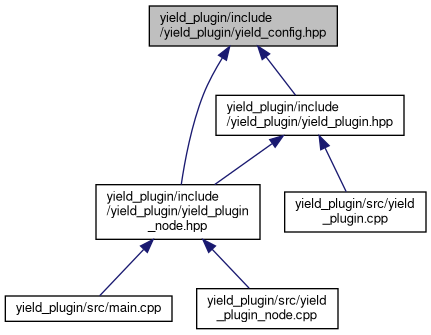 yield_plugin/include
/yield_plugin/yield_config.hpp
yield_plugin/include
/yield_plugin/yield_plugin.hpp
yield_plugin/include
/yield_plugin/yield_plugin
_node.hpp
yield_plugin/src/yield
_plugin.cpp
yield_plugin/src/main.cpp
yield_plugin/src/yield
_plugin_node.cpp